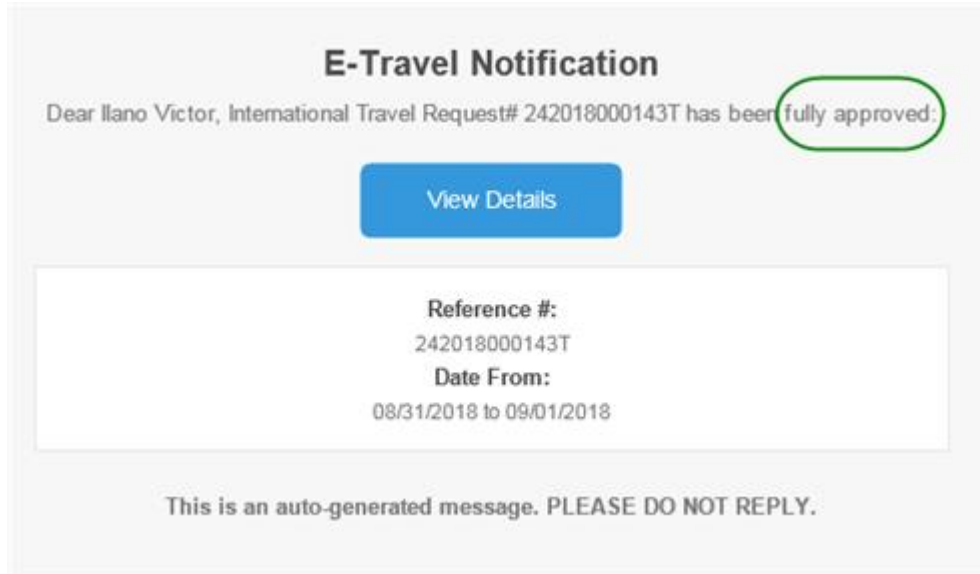 E-Travel Notification
Dear Ilano Victor, International Travel Request# 242018000143T has been fully approved:
View Details
Reference #:
242018000143T
Date From:
08/31/2018 to 09/01/2018
This is an auto-generated message. PLEASE DO NOT REPLY.